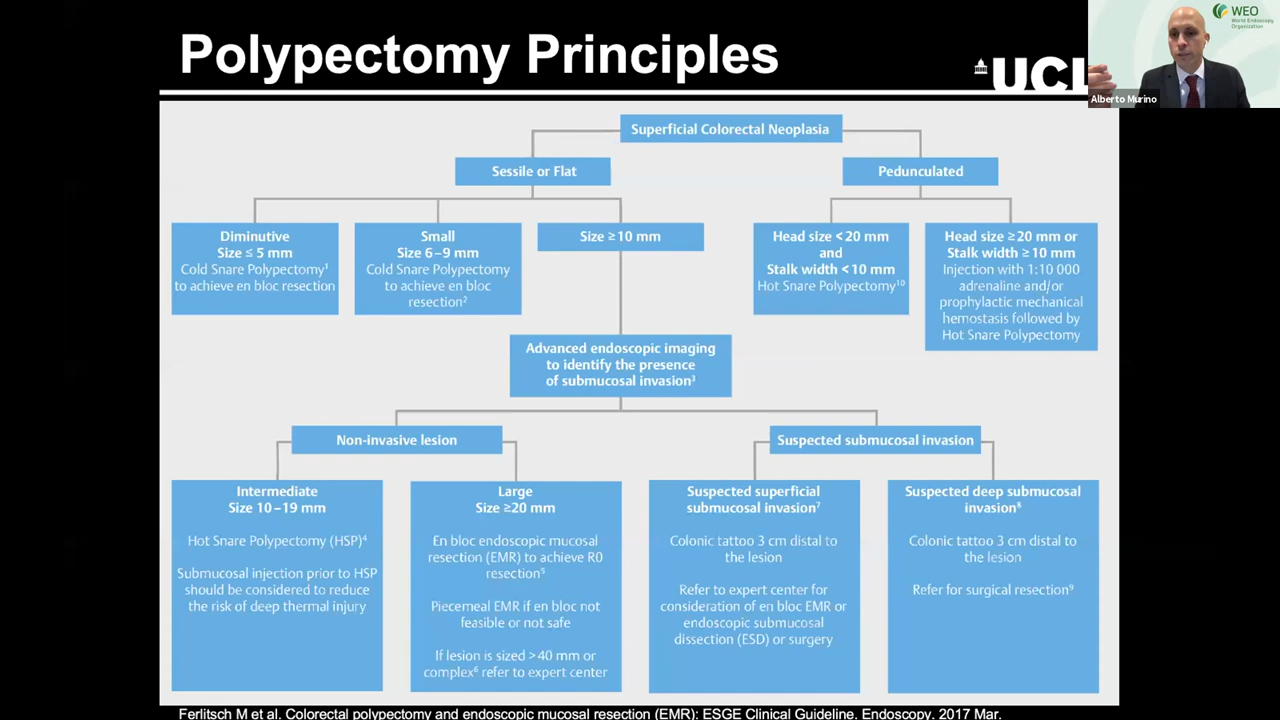 Polypectomy Principles
UCL
WEO
World Endoscopy
Organization
Alberto Murino
Superficial Colorectal Neoplasia
Sessile or Flat
Pedunculated
Diminutive
Size ≤ 5 mm
Cold Snare Polypectomy¹
to achieve en bloc resection
Small
Size 6–9 mm
Cold Snare Polypectomy
to achieve en bloc
resection²
Size ≥ 10 mm
Head size < 20 mm
and
Stalk width < 10 mm
Hot Snare Polypectomy¹⁰
Head size ≥ 20 mm or
Stalk width ≥ 10 mm
Injection with 1:10 000
adrenaline and/or
prophylactic mechanical
hemostasis followed by
Hot Snare Polypectomy
Advanced endoscopic imaging
to identify the presence
of submucosal invasion³
Non-invasive lesion
Suspected submucosal invasion
Intermediate
Size 10–19 mm
Hot Snare Polypectomy (HSP)⁴
Submucosal injection prior to HSP
should be considered to reduce
the risk of deep thermal injury
Large
Size ≥20 mm
En bloc endoscopic mucosal
resection (EMR) to achieve R0
resection⁵
Piecemeal EMR if en bloc not
feasible or not safe
If lesion is sized > 40 mm or
complex⁶ refer to expert center
Suspected superficial
submucosal invasion⁷
Colonic tattoo 3 cm distal to
the lesion
Refer to expert center for
consideration of en bloc EMR or
endoscopic submucosal
dissection (ESD) or surgery
Suspected deep submucosal
invasion⁸
Colonic tattoo 3 cm distal to
the lesion
Refer for surgical resection⁹
Ferlitsch M et al. Colorectal polypectomy and endoscopic mucosal resection (EMR): ESGE Clinical Guideline. Endoscopy. 2017 Mar.